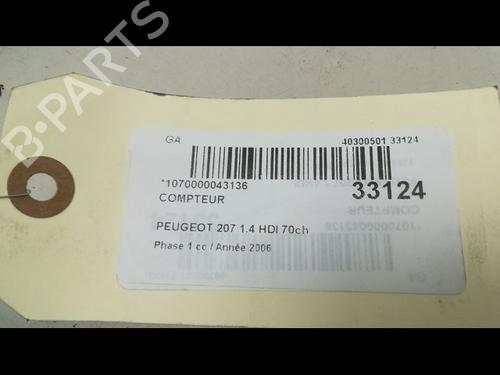 B-PARTS
GA 40300501 33124
*1070000043136 33124
COMPTEUR
PEUGEOT 207 1.4 HDI 70ch
Phase 1 cc / Année 2006